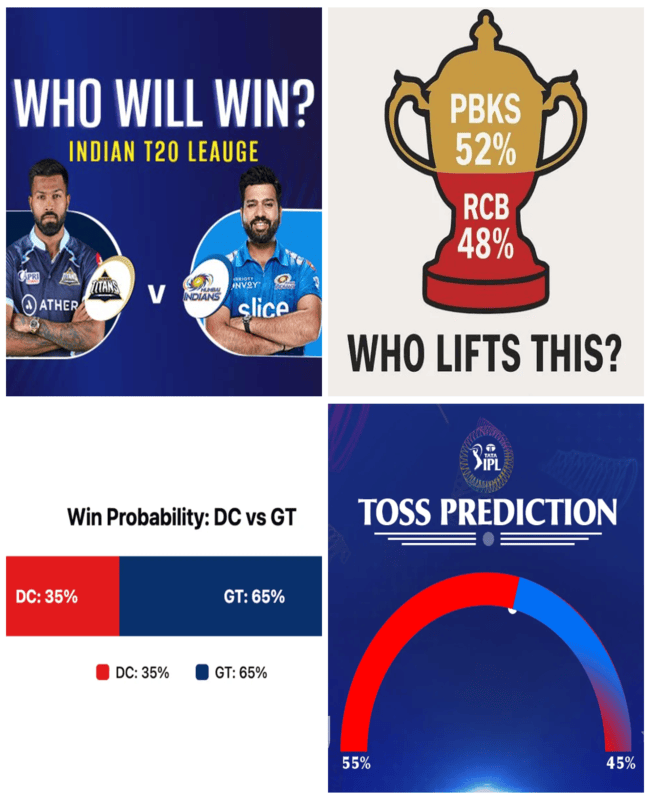 WHO WILL WIN?
INDIAN T20 LEAUGE
ATHER
TITANS
V
MUMBAI
INDIANS
slice
PBKS
52%
RCB
48%
WHO LIFTS THIS?
Win Probability: DC vs GT
DC: 35%
GT: 65%
DC: 35%
GT: 65%
TATA
IPL
TOSS PREDICTION
55%
45%